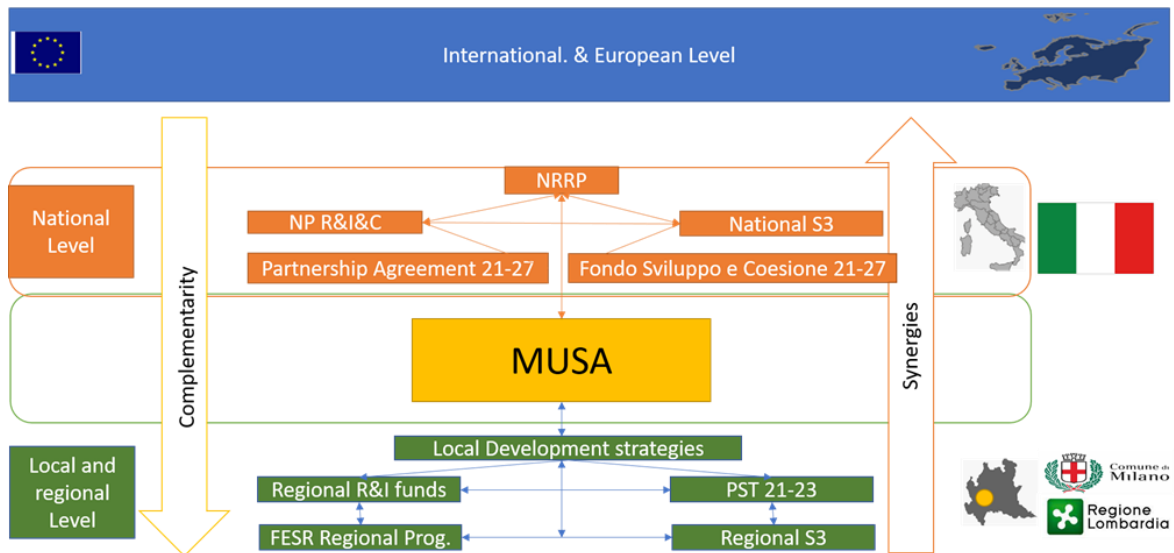 International. & European Level
NRRP
National
Level
NP R&I&C
National S3
Partnership Agreement 21-27
Fondo Sviluppo e Coesione 21-27
Complementarity
Synergies
MUSA
Local Development strategies
Local and
regional
Level
Regional R&I funds
PST 21-23
FESR Regional Prog.
Regional S3
Comune di
Milano
Regione
Lombardia